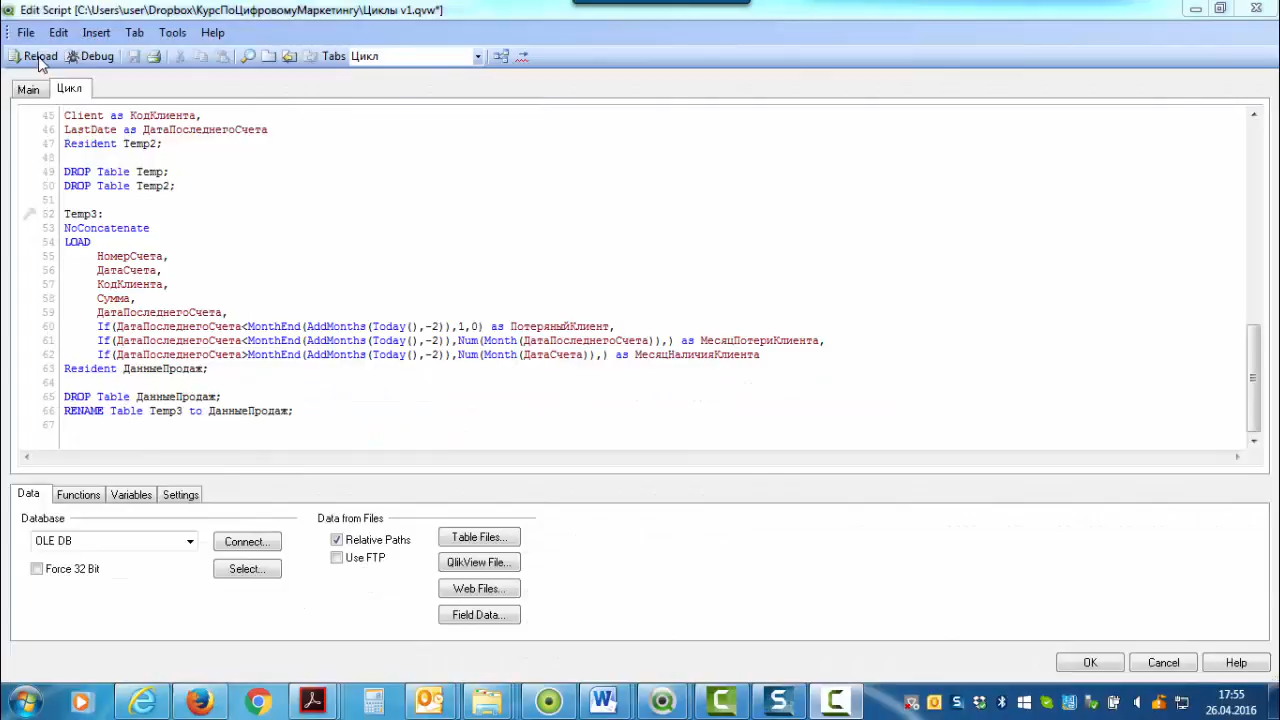 Edit Script [C:\Users\user\Dropbox\КурсПоЦифровомуМаркетингу\Циклы v1.qvw*]
File Edit Insert Tab Tools Help
Reload Debug Tabs Цикл
Main Цикл
45 Client as КодКлиента,
46 LastDate as ДатаПоследнегоСчета
47 Resident Temp2;
48
49 DROP Table Temp;
50 DROP Table Temp2;
51
52 Temp3:
53 NoConcatenate
54 LOAD
55 НомерСчета,
56 ДатаСчета,
57 КодКлиента,
58 Сумма,
59 ДатаПоследнегоСчета,
60 If(ДатаПоследнегоСчета<MonthEnd(AddMonths(Today(),-2)),1,0) as ПотеряныйКлиент,
61 If(ДатаПоследнегоСчета<MonthEnd(AddMonths(Today(),-2)),Num(Month(ДатаПоследнегоСчета)),) as МесяцПотериКлиента,
62 If(ДатаПоследнегоСчета>MonthEnd(AddMonths(Today(),-2)),Num(Month(ДатаСчета)),) as МесяцНаличияКлиента
63 Resident ДанныеПродаж;
64
65 DROP Table ДанныеПродаж;
66 RENAME Table Temp3 to ДанныеПродаж;
67
Data Functions Variables Settings
Database Data from Files
OLE DB Connect... Relative Paths Table Files...
Use FTP QlikView File...
Force 32 Bit Select...
Web Files...
Field Data...
OK Cancel Help
17:55
26.04.2016